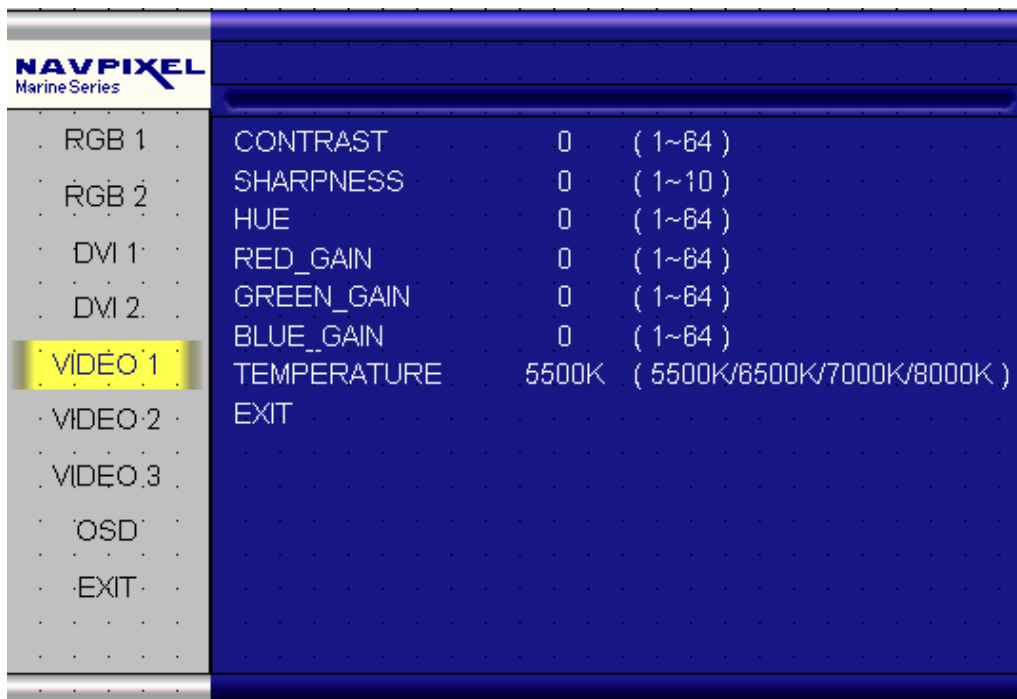 NAVPIXEL
Marine Series
RGB 1
RGB 2
DVI 1
DVI 2
VIDEO 1
VIDEO 2
VIDEO 3
OSD
EXIT
CONTRAST 0 ( 1~64 )
SHARPNESS 0 ( 1~10 )
HUE 0 ( 1~64 )
RED_GAIN 0 ( 1~64 )
GREEN_GAIN 0 ( 1~64 )
BLUE_GAIN 0 ( 1~64 )
TEMPERATURE 5500K ( 5500K/6500K/7000K/8000K )
EXIT